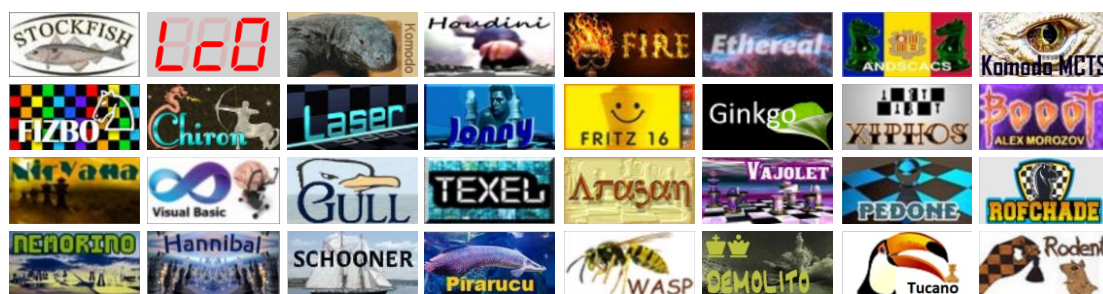 STOCKFISH
Lc0
Komodo
Houdini
FIRE
Ethereal
ANDSCACS
Komodo MCTS
FIZBO
Chiron
Laser
Jonny
FRITZ 16
Ginkgo
XIPHOS
Booot
ALEX MOROZOV
Nirvana
Visual Basic
GULL
TEXEL
Arasan
VAJOLET
PEDONE
ROFCHADE
NEMORINO
Hannibal
SCHOONER
Pirarucu
WASP
DEMOLITO
Tucano
Rodent